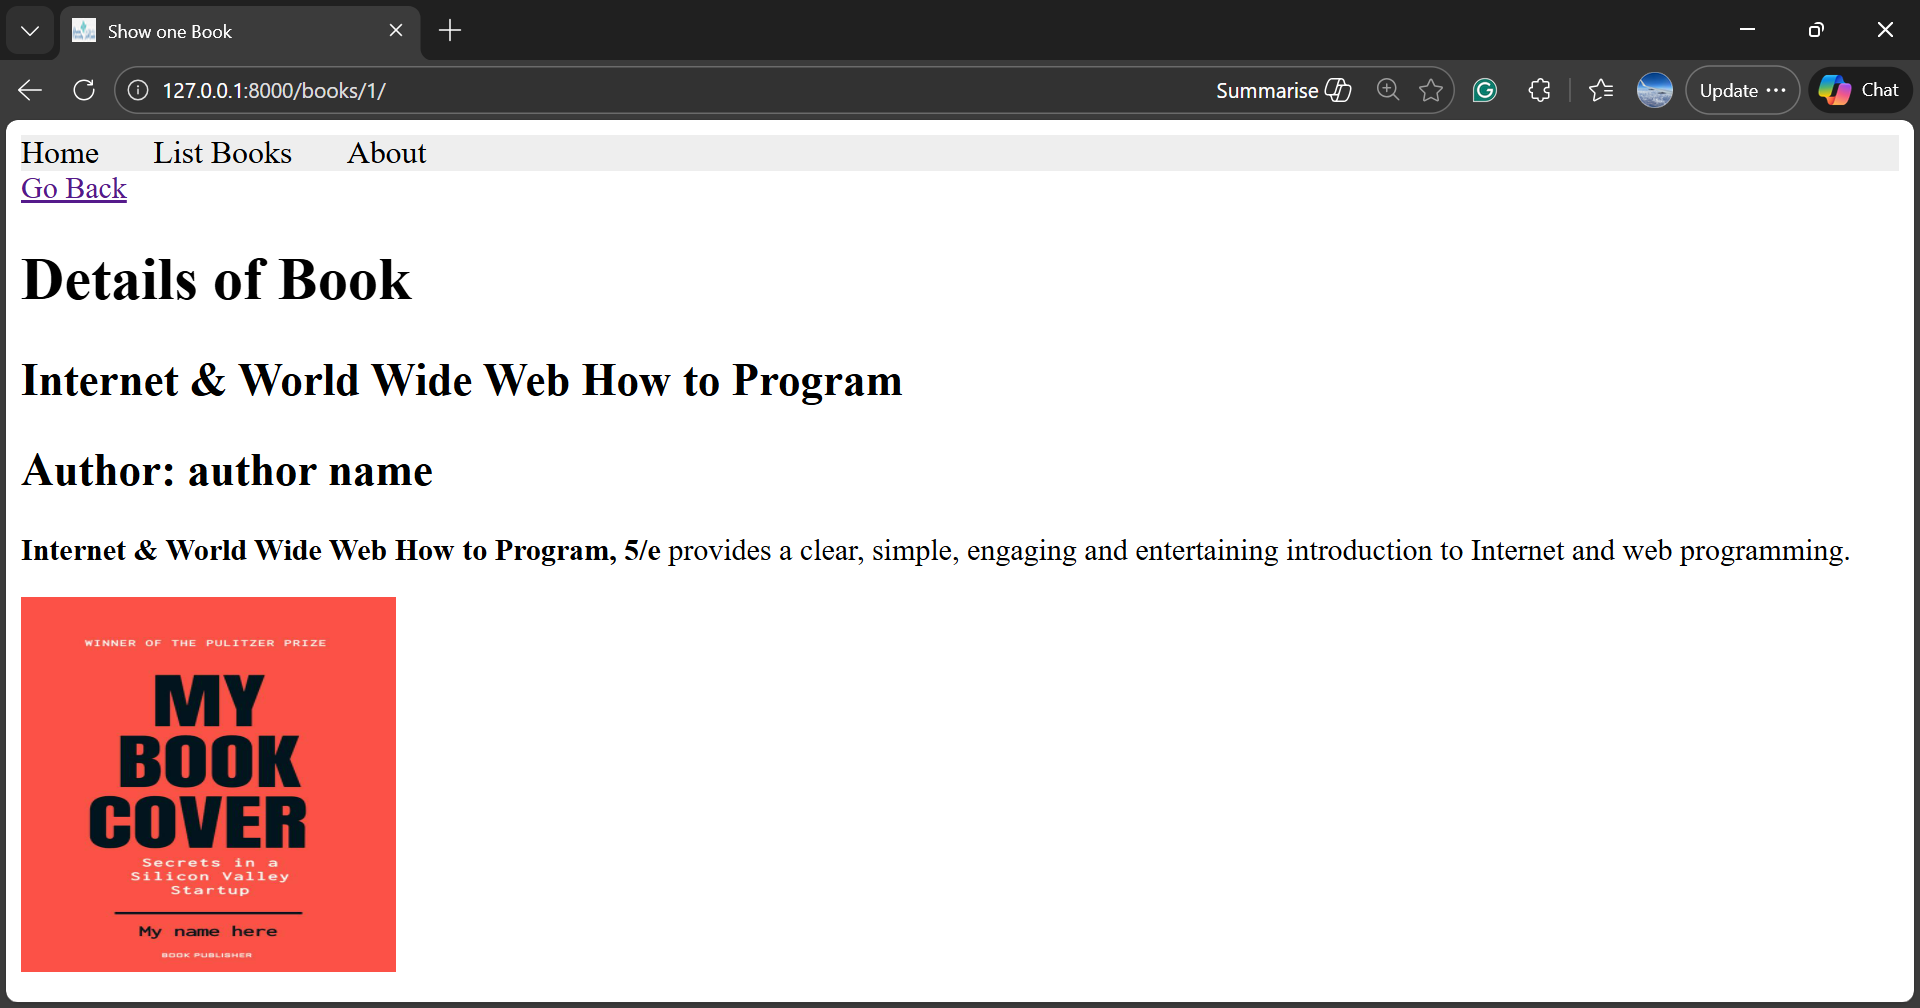 Show one Book
127.0.0.1:8000/books/1/
Summarise
Update
Chat
Home List Books About
Go Back
Details of Book
Internet & World Wide Web How to Program
Author: author name
Internet & World Wide Web How to Program, 5/e provides a clear, simple, engaging and entertaining introduction to Internet and web programming.
WINNER OF THE PULITZER PRIZE
MY
BOOK
COVER
Secrets in a
Silicon Valley
Startup
My name here
BOOK PUBLISHER